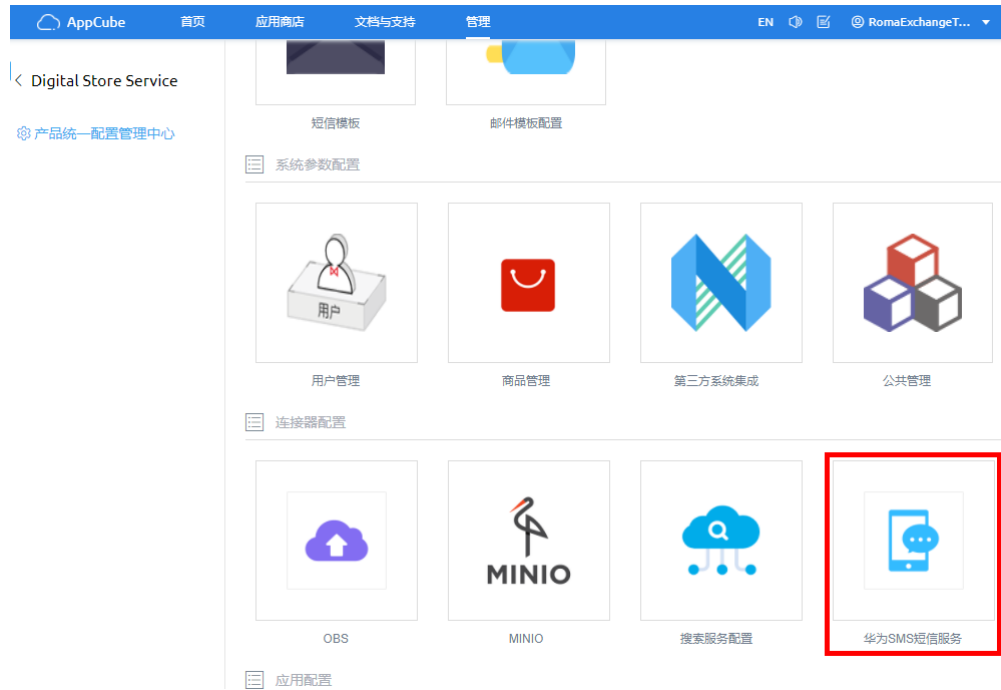 AppCube 首页 应用商店 文档与支持 管理 EN RomaExchangeT...
Digital Store Service
产品统一配置管理中心
短信模板 邮件模板配置
系统参数配置
用户
用户管理 商品管理 第三方系统集成 公共管理
连接器配置
MINIO
OBS MINIO 搜索服务配置 华为SMS短信服务
应用配置